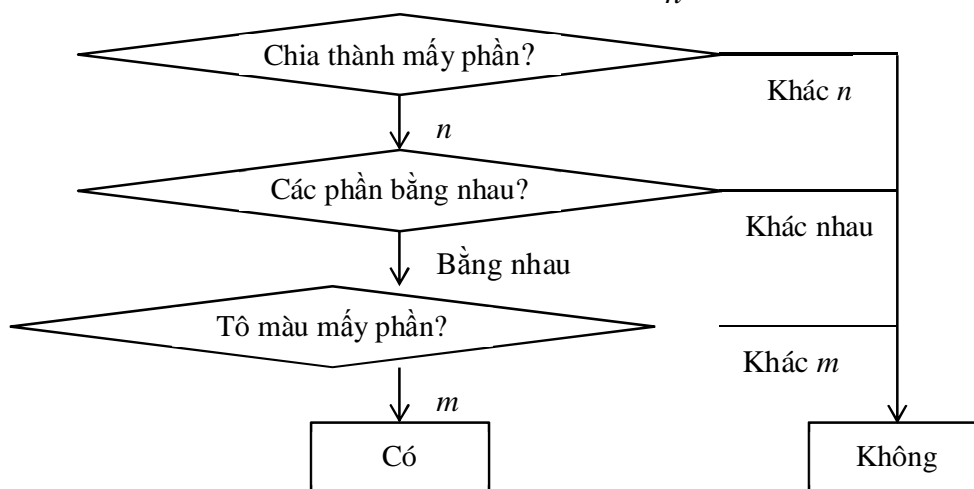 n
Chia thành mấy phần?
Khác n
n
Các phần bằng nhau?
Khác nhau
Bằng nhau
Tô màu mấy phần?
Khác m
m
Có
Không